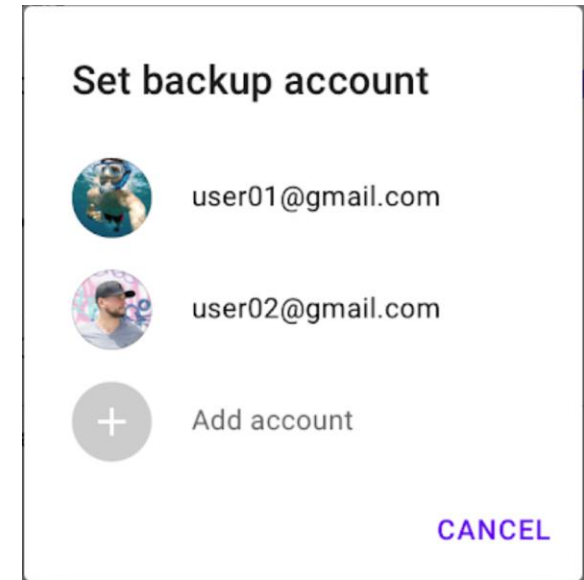 Set backup account
user01@gmail.com
user02@gmail.com
Add account
CANCEL